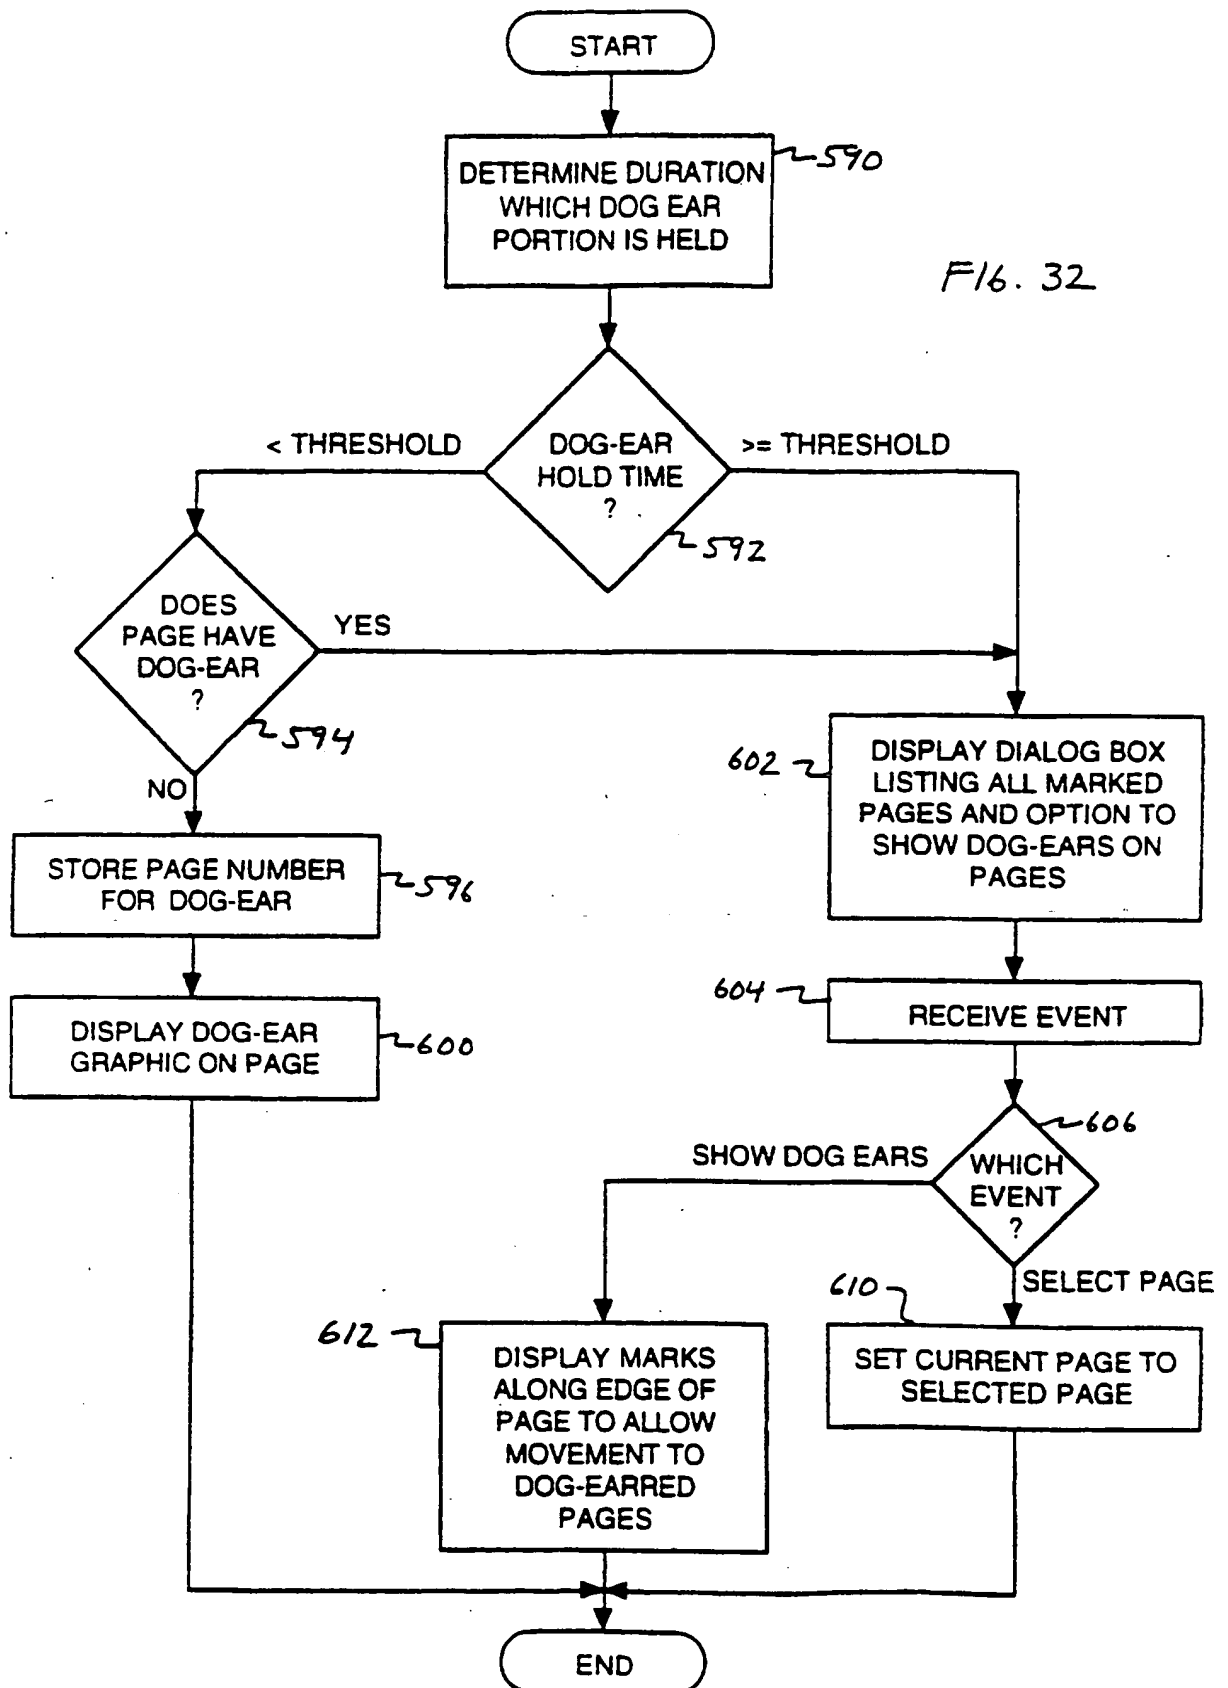 START
DETERMINE DURATION
WHICH DOG EAR
PORTION IS HELD
590
FIG. 32
< THRESHOLD
DOG-EAR
HOLD TIME
?
>= THRESHOLD
592
DOES
PAGE HAVE
DOG-EAR
?
YES
594
NO
602
DISPLAY DIALOG BOX
LISTING ALL MARKED
PAGES AND OPTION TO
SHOW DOG-EARS ON
PAGES
STORE PAGE NUMBER
FOR DOG-EAR
596
604
RECEIVE EVENT
DISPLAY DOG-EAR
GRAPHIC ON PAGE
600
606
SHOW DOG EARS
WHICH
EVENT
?
SELECT PAGE
610
612
DISPLAY MARKS
ALONG EDGE OF
PAGE TO ALLOW
MOVEMENT TO
DOG-EARRED
PAGES
SET CURRENT PAGE TO
SELECTED PAGE
END